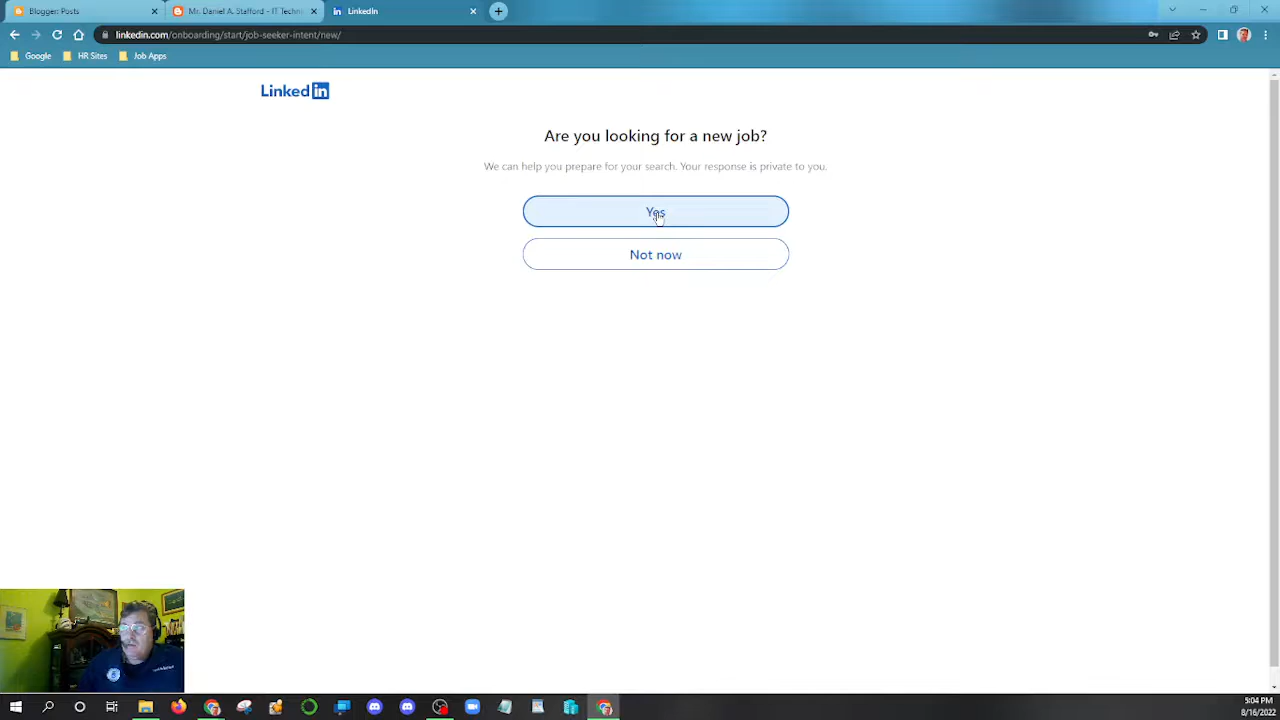 Blogger: Posts
Mr. Daniel A. Stafford - IT Techn
LinkedIn
linkedin.com/onboarding/start/job-seeker-intent/new/
Google
HR Sites
Job Apps
Linked in
Are you looking for a new job?
We can help you prepare for your search. Your response is private to you.
Yes
Not now
5:04 PM
8/16/2022